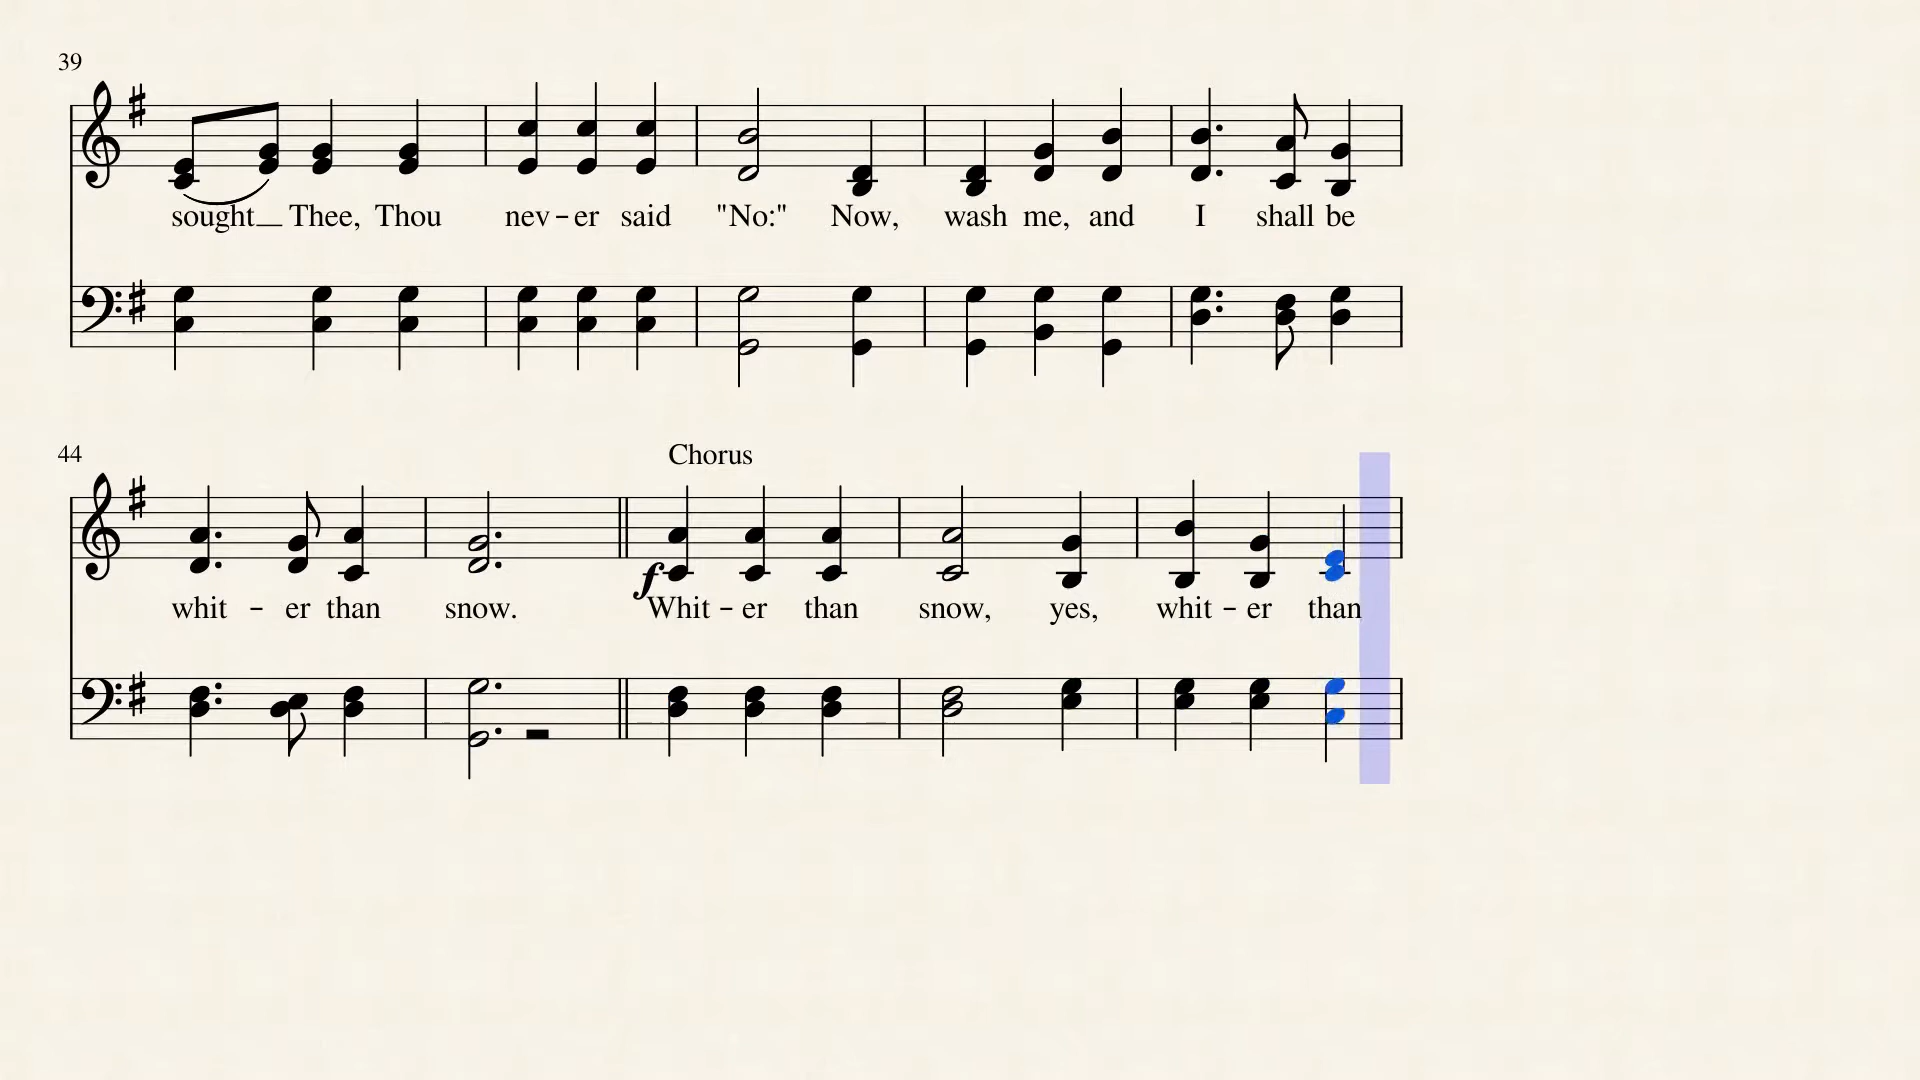 39
sought Thee, Thou nev-er said "No:" Now, wash me, and I shall be
44
Chorus
f
whit - er than snow. Whit - er than snow, yes, whit - er than